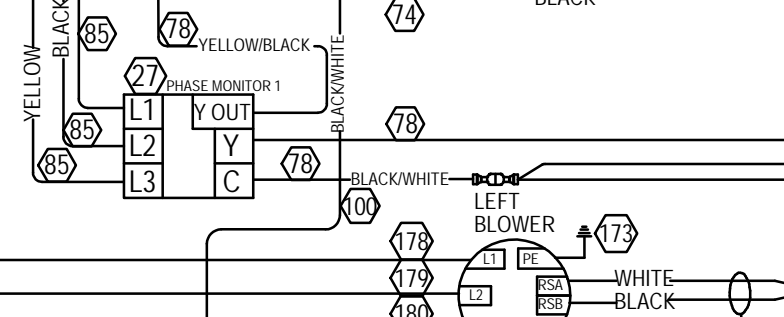 BLACK
74
78
85
YELLOW/BLACK
BLACK
YELLOW
BLACK/WHITE
27
PHASE MONITOR 1
L1
Y OUT
85
L2
Y
78
85
L3
C
78
BLACK/WHITE
100
LEFT
BLOWER
178
173
L1
PE
179
RSA
WHITE
L2
RSB
BLACK
180